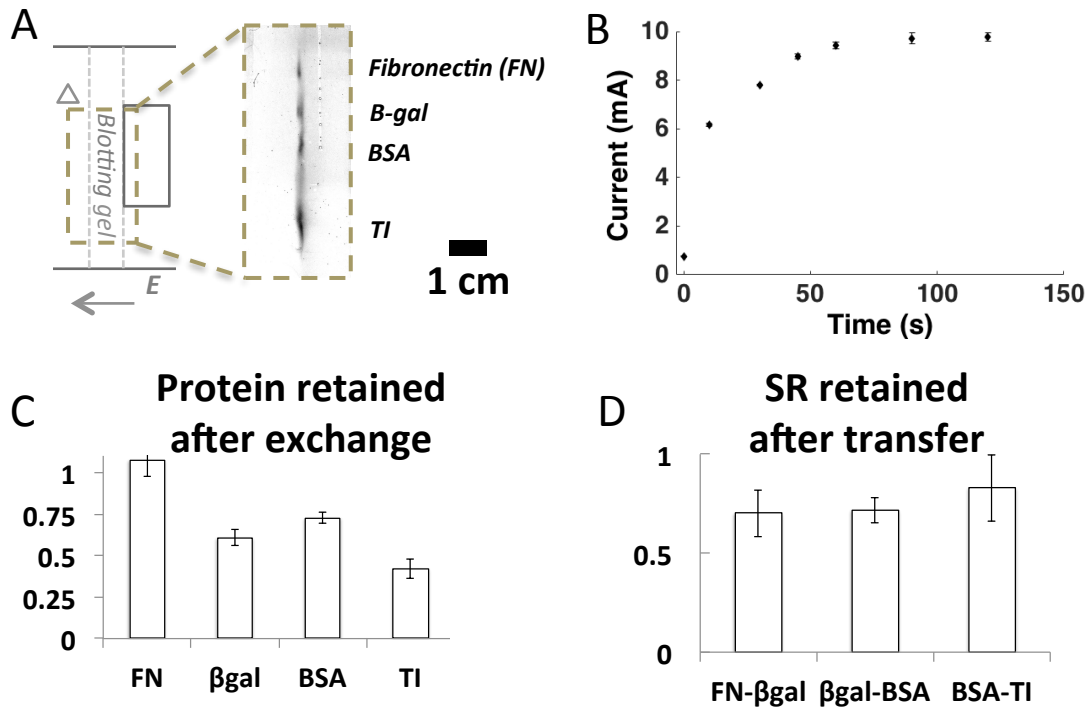 A
Blotting gel
E
Fibronectin (FN)
B-gal
BSA
TI
1 cm
B
10
8
6
4
2
0
Current (mA)
0 50 100 150
Time (s)
C
Protein retained
after exchange
1
0.75
0.5
0.25
0
FN βgal BSA TI
D
SR retained
after transfer
1
0.5
0
FN-βgal βgal-BSA BSA-TI